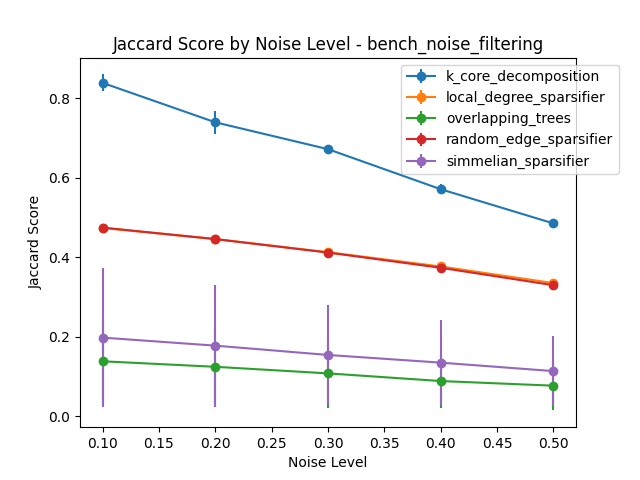 Jaccard Score by Noise Level - bench_noise_filtering
k_core_decomposition
local_degree_sparsifier
overlapping_trees
random_edge_sparsifier
simmelian_sparsifier
Jaccard Score
0.8
0.6
0.4
0.2
0.0
0.10 0.15 0.20 0.25 0.30 0.35 0.40 0.45 0.50
Noise Level